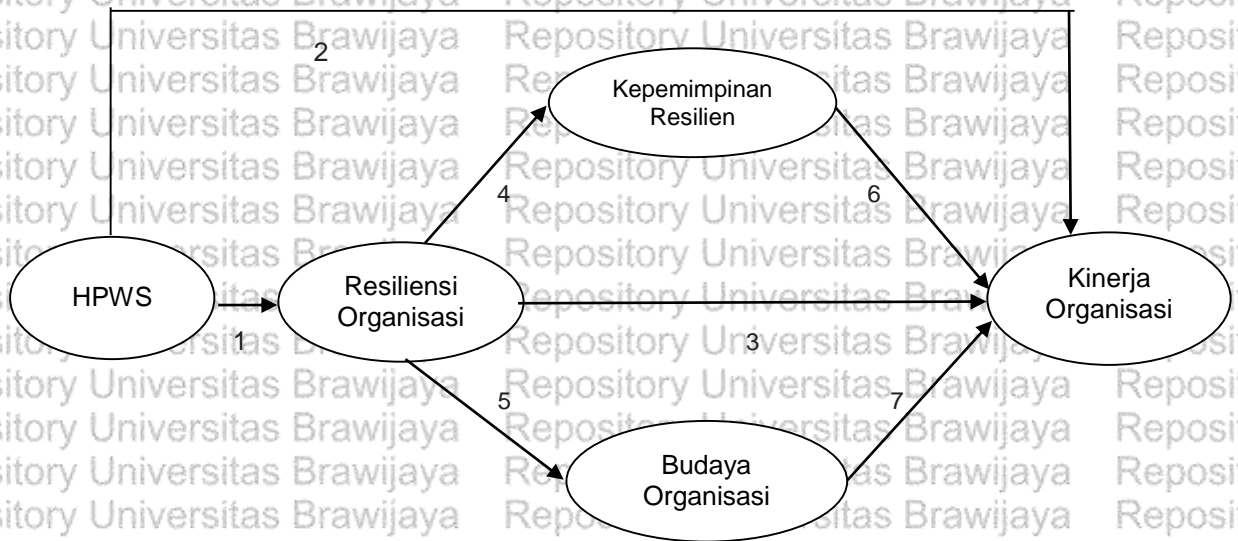 2
Kepemimpinan
Resilien
4
6
HPWS
Resiliensi
Organisasi
Kinerja
Organisasi
1
3
5
7
Budaya
Organisasi
Repository Universitas Brawijaya